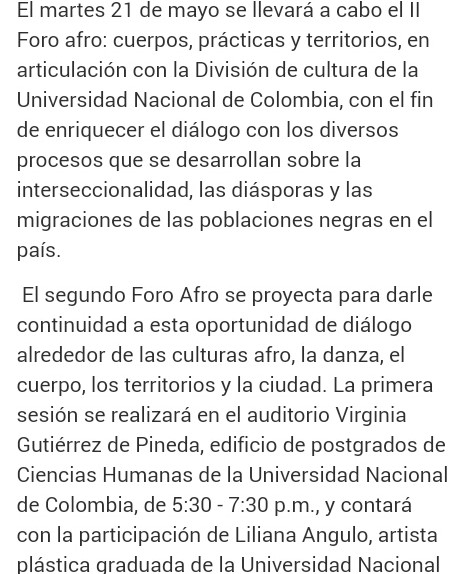 El martes 21 de mayo se llevará a cabo el II
Foro afro: cuerpos, prácticas y territorios, en
articulación con la División de cultura de la
Universidad Nacional de Colombia, con el fin
de enriquecer el diálogo con los diversos
procesos que se desarrollan sobre la
interseccionalidad, las diásporas y las
migraciones de las poblaciones negras en el
país.
El segundo Foro Afro se proyecta para darle
continuidad a esta oportunidad de diálogo
alrededor de las culturas afro, la danza, el
cuerpo, los territorios y la ciudad. La primera
sesión se realizará en el auditorio Virginia
Gutiérrez de Pineda, edificio de postgrados de
Ciencias Humanas de la Universidad Nacional
de Colombia, de 5:30 - 7:30 p.m., y contará
con la participación de Liliana Angulo, artista
plástica graduada de la Universidad Nacional